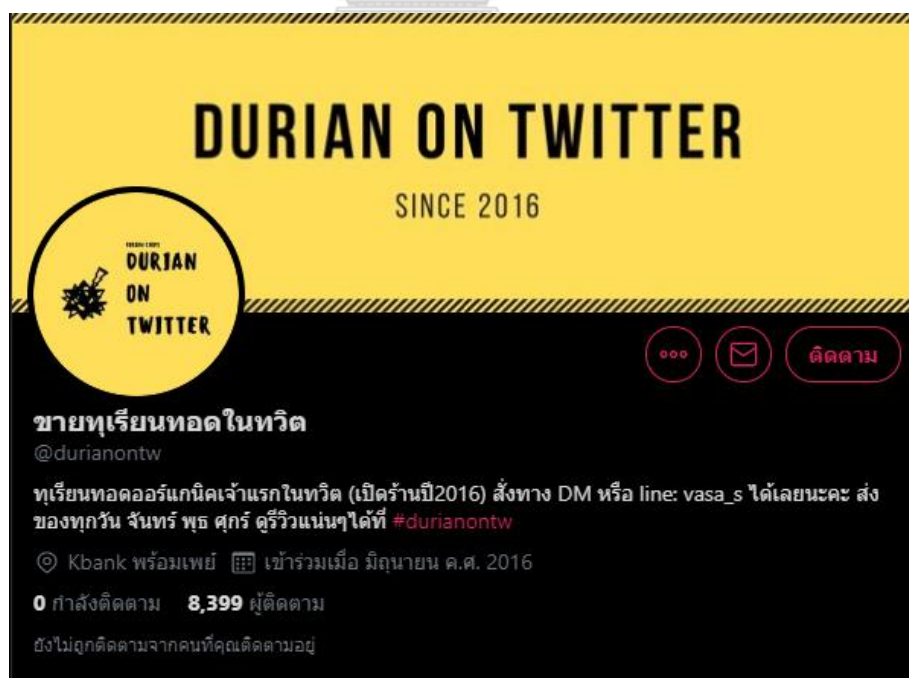 DURIAN ON TWITTER
SINCE 2016
DURIAN
ON
TWITTER
ติดตาม
ขายทุเรียนทอดในทวิต
@durianontw
ทุเรียนทอดออร์แกนิคเจ้าแรกในทวิต (เปิดร้านปี2016) สั่งทาง DM หรือ line: vasa_s ได้เลยนะคะ ส่ง
ของทุกวัน จันทร์ พุธ ศุกร์ ดูรีวิวแน่นๆได้ที่ #durianontw
Kbank พร้อมเพย์ เข้าร่วมเมื่อ มิถุนายน ค.ศ. 2016
0 กำลังติดตาม 8,399 ผู้ติดตาม
ยังไม่ถูกติดตามจากคนที่คุณติดตามอยู่